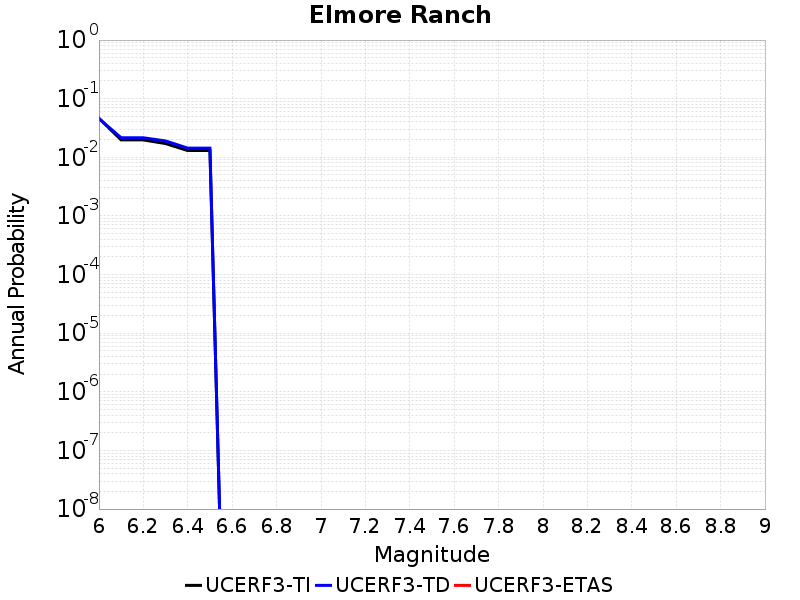 Elmore Ranch
10^0
10^-1
10^-2
10^-3
10^-4
10^-5
10^-6
10^-7
10^-8
Annual Probability
6 6.2 6.4 6.6 6.8 7 7.2 7.4 7.6 7.8 8 8.2 8.4 8.6 8.8 9
Magnitude
UCERF3-TI UCERF3-TD UCERF3-ETAS